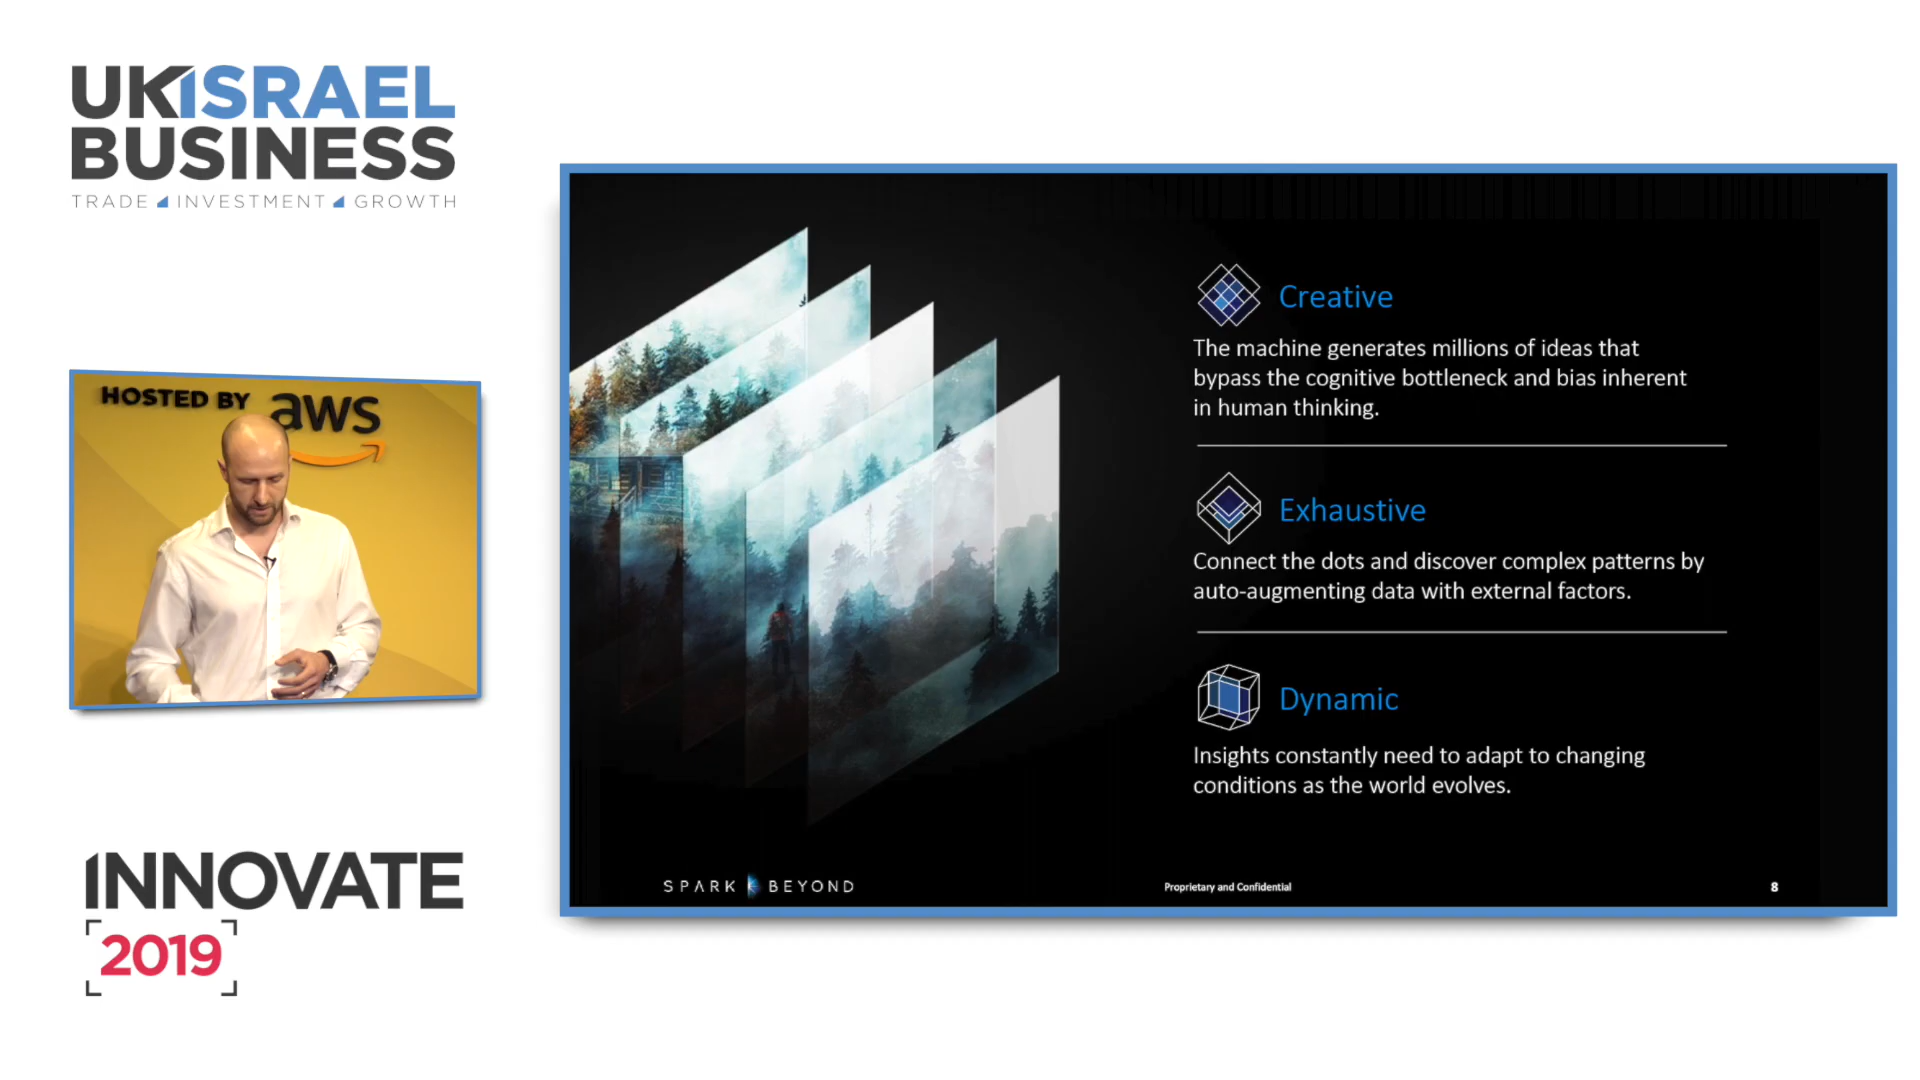 UKISRAEL
BUSINESS
TRADE INVESTMENT GROWTH
HOSTED BY aws
INNOVATE
2019
Creative
The machine generates millions of ideas that
bypass the cognitive bottleneck and bias inherent
in human thinking.
Exhaustive
Connect the dots and discover complex patterns by
auto-augmenting data with external factors.
Dynamic
Insights constantly need to adapt to changing
conditions as the world evolves.
SPARK BEYOND
Proprietary and Confidential
8